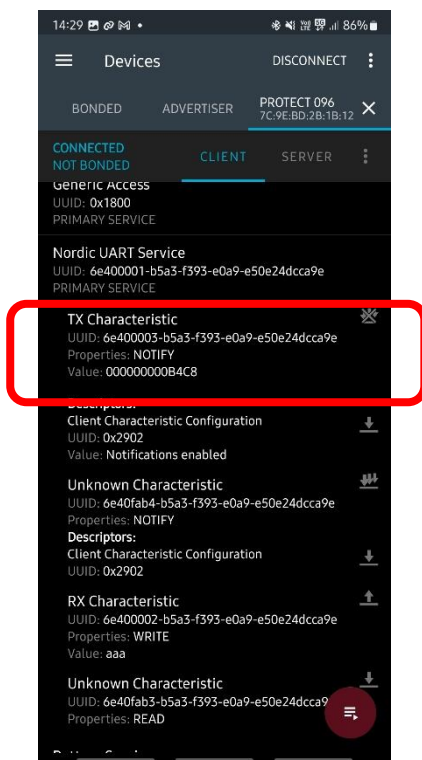 14:29
86%
Devices
DISCONNECT
BONDED
ADVERTISER
PROTECT 096
7C:9E:BD:2B:1B:12
CONNECTED
NOT BONDED
CLIENT
SERVER
Generic Access
UUID: 0x1800
PRIMARY SERVICE
Nordic UART Service
UUID: 6e400001-b5a3-f393-e0a9-e50e24dcca9e
PRIMARY SERVICE
TX Characteristic
UUID: 6e400003-b5a3-f393-e0a9-e50e24dcca9e
Properties: NOTIFY
Value: 000000000B4C8
Descriptors:
Client Characteristic Configuration
UUID: 0x2902
Value: Notifications enabled
Unknown Characteristic
UUID: 6e40fab4-b5a3-f393-e0a9-e50e24dcca9e
Properties: NOTIFY
Descriptors:
Client Characteristic Configuration
UUID: 0x2902
RX Characteristic
UUID: 6e400002-b5a3-f393-e0a9-e50e24dcca9e
Properties: WRITE
Value: aaa
Unknown Characteristic
UUID: 6e40fab3-b5a3-f393-e0a9-e50e24dcca9
Properties: READ